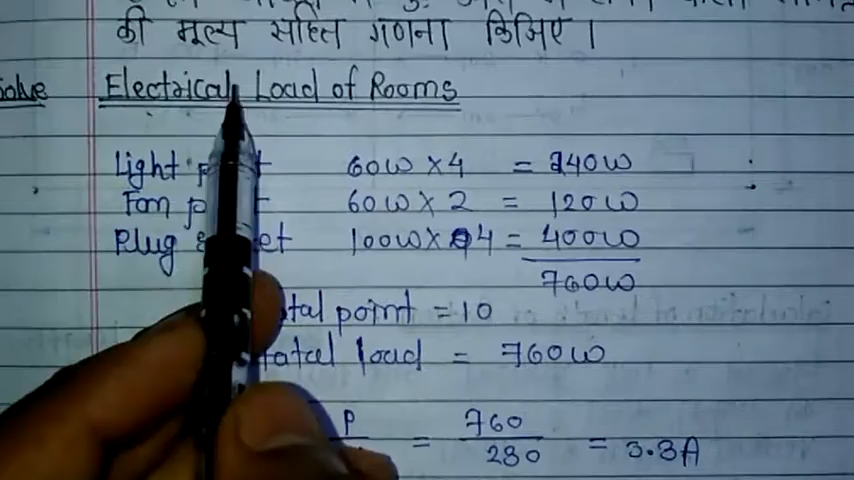 की मूल्य सहित गणना किजिए।
Solve Electrical Load of Rooms
Light 60W × 4 = 240W
Fan 60W × 2 = 120W
Plug 100W × 4 = 400W
760W
point = 10
load = 760W
P = 760 = 3.3A
230